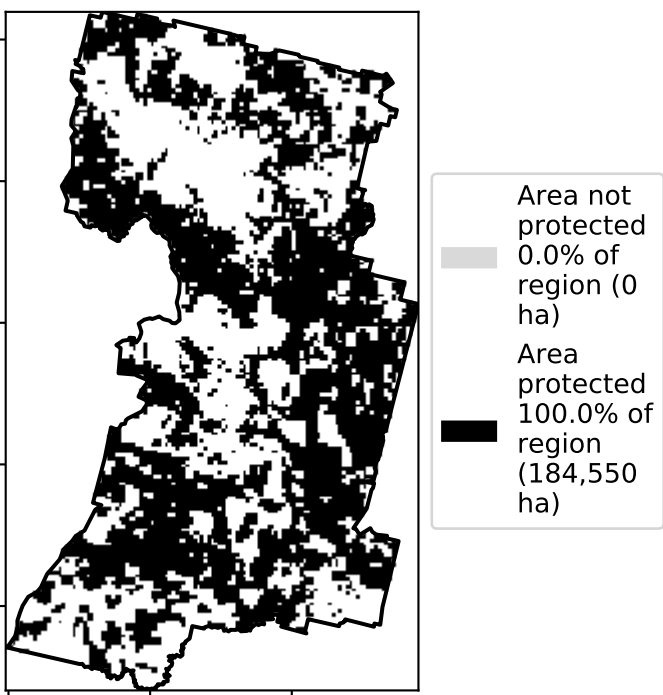 Area not
protected
0.0% of
region (0
ha)
Area
protected
100.0% of
region
(184,550
ha)